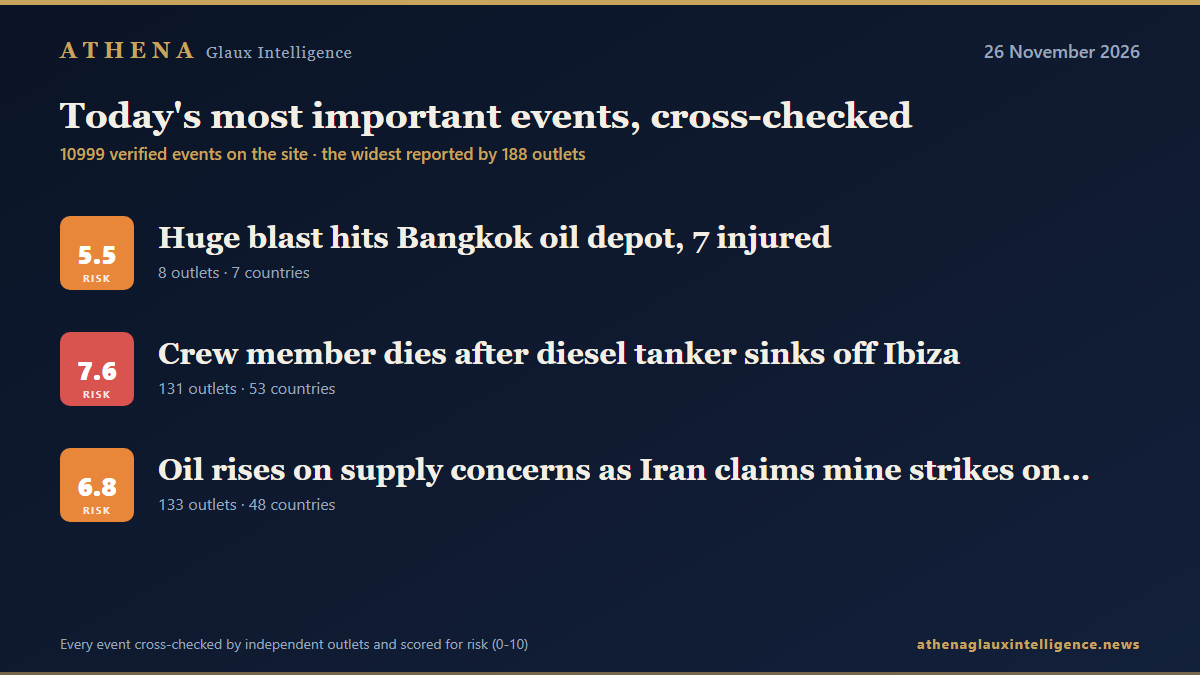 ATHENA Glaux Intelligence
26 November 2026
Today's most important events, cross-checked
10999 verified events on the site · the widest reported by 188 outlets
5.5
RISK
Huge blast hits Bangkok oil depot, 7 injured
8 outlets · 7 countries
7.6
RISK
Crew member dies after diesel tanker sinks off Ibiza
131 outlets · 53 countries
6.8
RISK
Oil rises on supply concerns as Iran claims mine strikes on...
133 outlets · 48 countries
Every event cross-checked by independent outlets and scored for risk (0-10)
athenaglauxintelligence.news